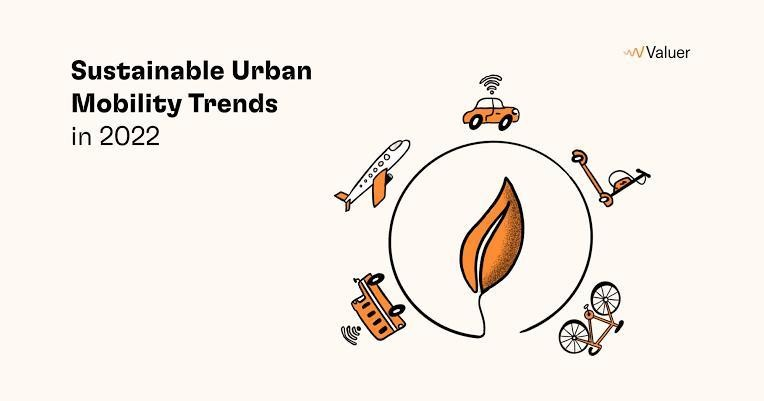 Sustainable Urban
Mobility Trends
in 2022
Valuer